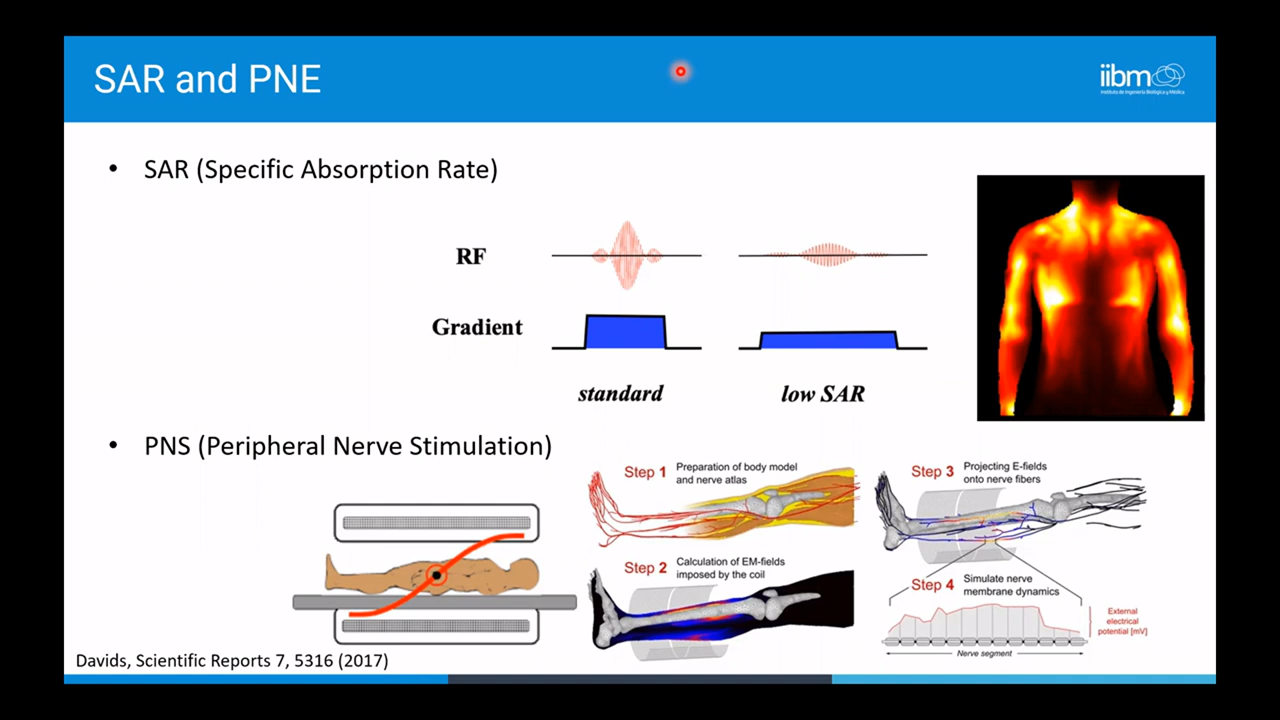 SAR and PNE
iibm
Instituto de Ingeniería Biológica y Médica
• SAR (Specific Absorption Rate)
RF
Gradient
standard
low SAR
• PNS (Peripheral Nerve Stimulation)
Step 1 Preparation of body model
and nerve atlas
Step 2 Calculation of EM-fields
imposed by the coil
Step 3 Projecting E-fields
onto nerve fibers
Step 4 Simulate nerve
membrane dynamics
External
electrical
potential [mV]
Nerve segment
Davids, Scientific Reports 7, 5316 (2017)